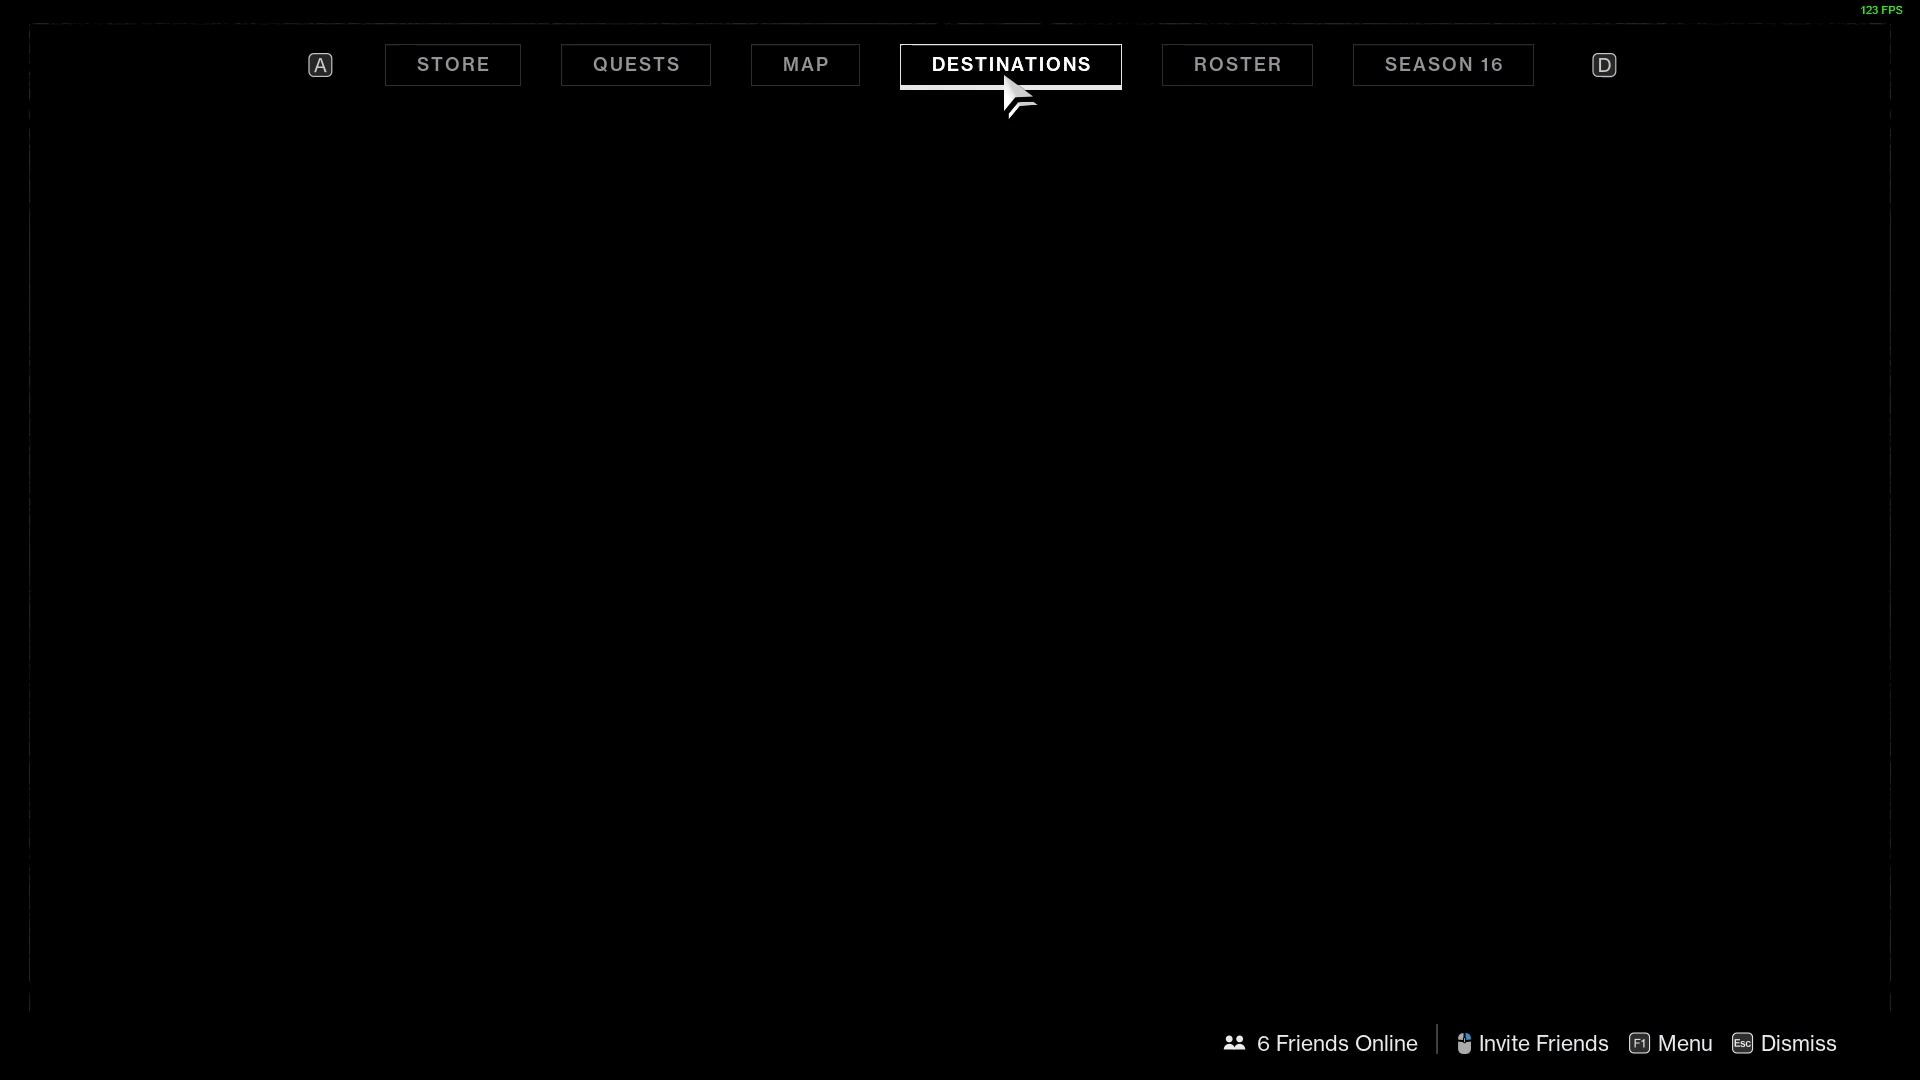 123 FPS
A STORE QUESTS MAP DESTINATIONS ROSTER SEASON 16 D
6 Friends Online Invite Friends F1 Menu Esc Dismiss